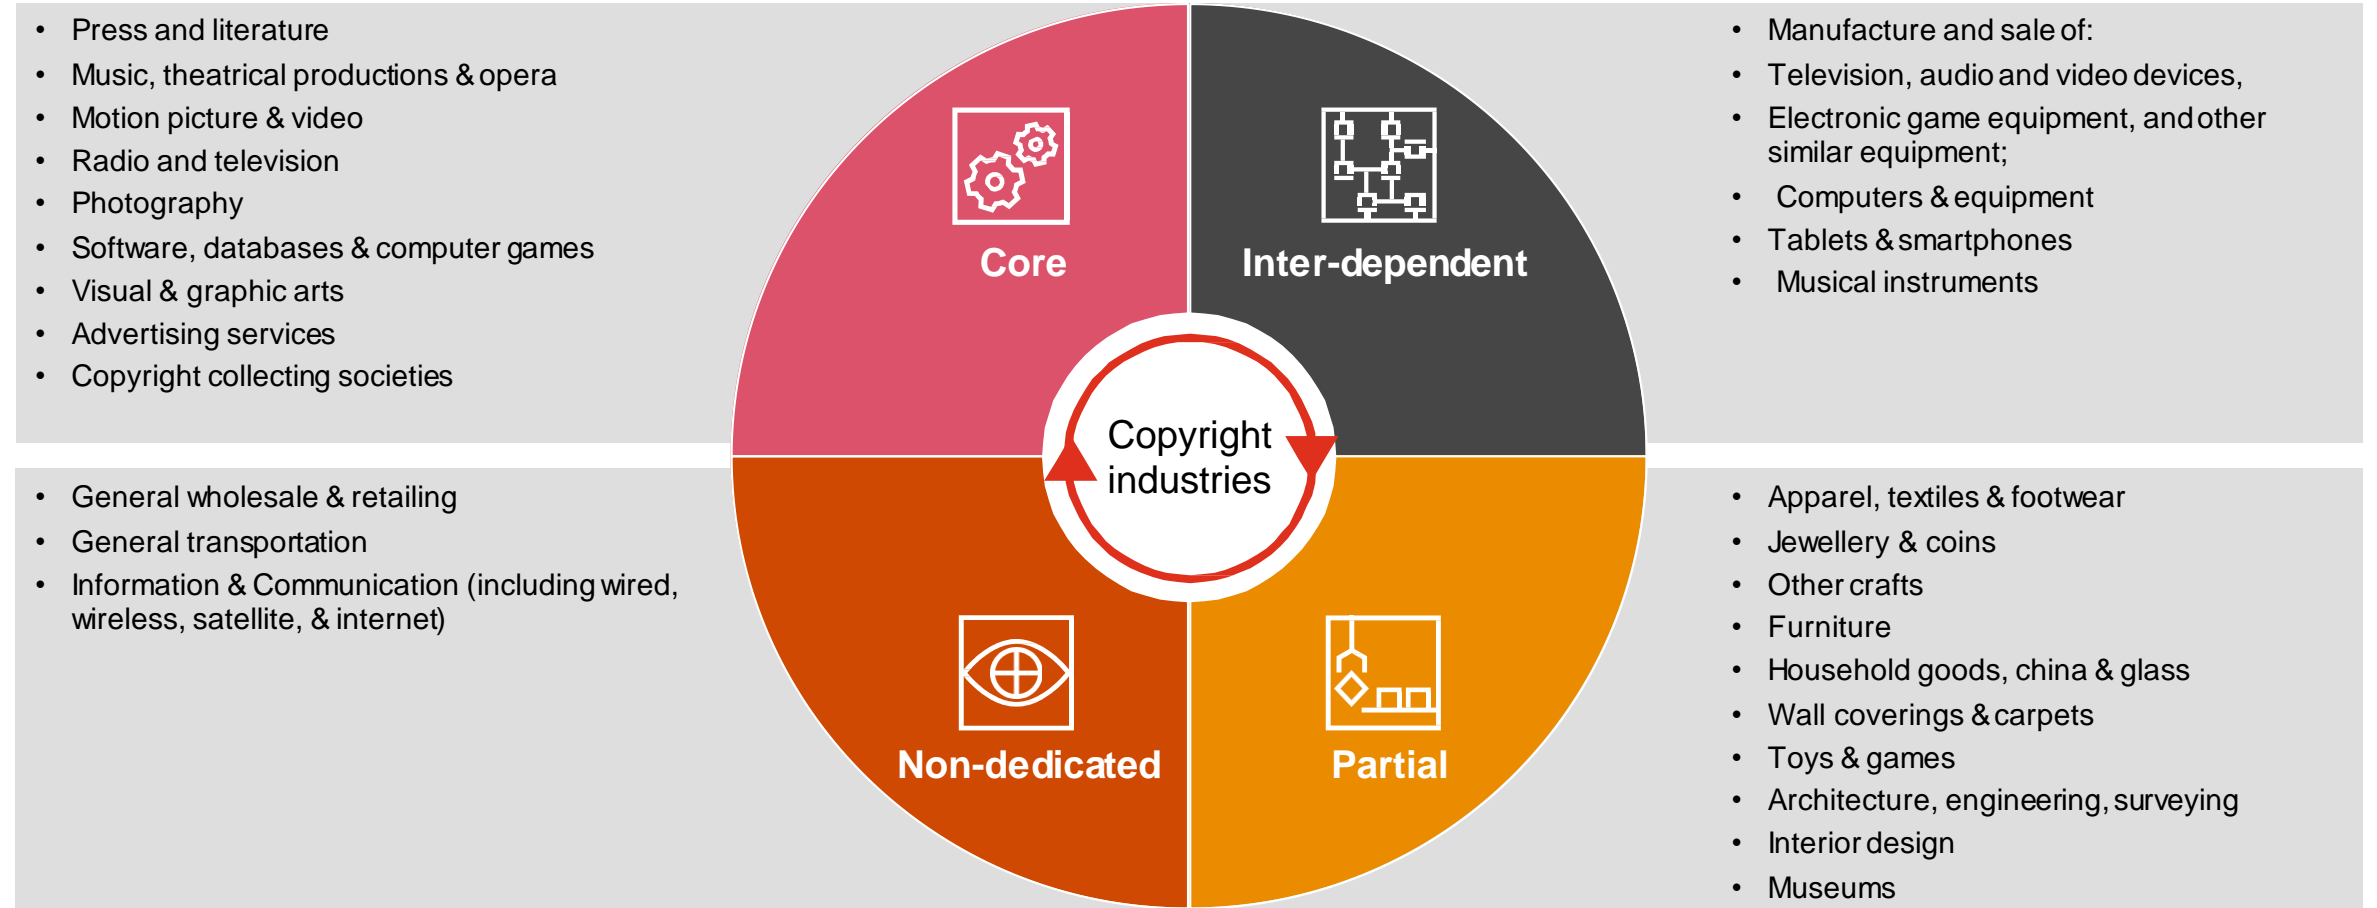 • Press and literature
• Music, theatrical productions & opera
• Motion picture & video
• Radio and television
• Photography
• Software, databases & computer games
• Visual & graphic arts
• Advertising services
• Copyright collecting societies
Core
Inter-dependent
• Manufacture and sale of:
• Television, audio and video devices,
• Electronic game equipment, and other
similar equipment;
• Computers & equipment
• Tablets & smartphones
• Musical instruments
Copyright
industries
• General wholesale & retailing
• General transportation
• Information & Communication (including wired,
wireless, satellite, & internet)
Non-dedicated
Partial
• Apparel, textiles & footwear
• Jewellery & coins
• Other crafts
• Furniture
• Household goods, china & glass
• Wall coverings & carpets
• Toys & games
• Architecture, engineering, surveying
• Interior design
• Museums